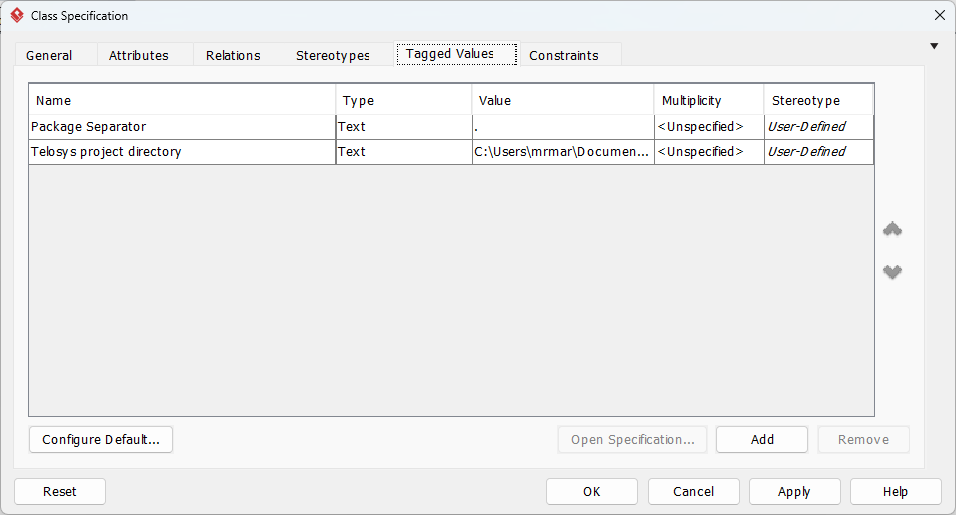 Class Specification
General Attributes Relations Stereotypes Tagged Values Constraints
Name Type Value Multiplicity Stereotype
Package Separator Text . <Unspecified> User-Defined
Telosys project directory Text C:\Users\mrmar\Documen... <Unspecified> User-Defined
Configure Default... Open Specification... Add Remove
Reset OK Cancel Apply Help